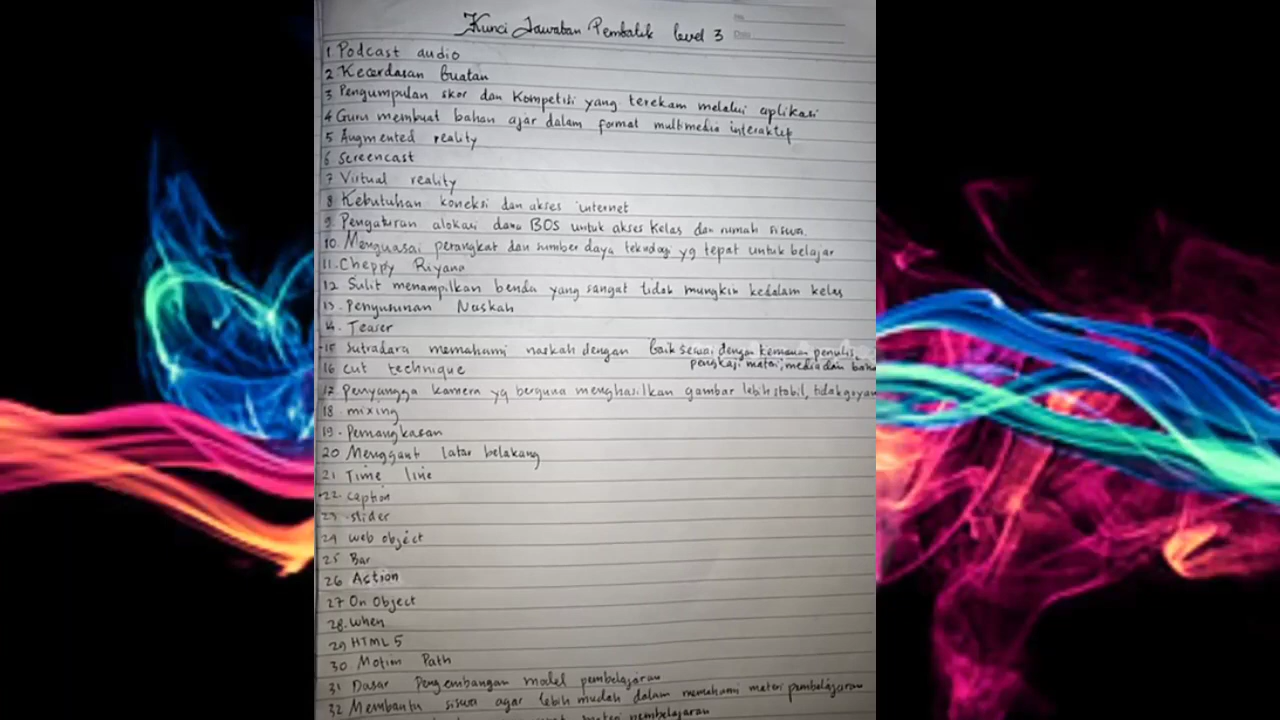 Kunci Jawaban Pembatik level 3
No
Date
1 Podcast audio
2 Kecerdasan buatan
3 Pengumpulan skor dan Kompetisi yang terekam melalui aplikasi
4 Guru membuat bahan ajar dalam format multimedia interaktif
5 Augmented reality
6 Screencast
7 Virtual reality
8 Kebutuhan koneksi dan akses internet
9. Pengaturan alokasi dana BOS untuk akses kelas dan rumah siswa.
10. Menguasai perangkat dan sumber daya teknologi yg tepat untuk belajar
11. Cheppy Riyana
12 Sulit menampilkan benda yang sangat tidak mungkin kedalam kelas
13. Penyusunan Naskah
14. Teaser
15 Sutradara memahami naskah dengan baik sesuai dengan kemauan penulis,
pengkaji materi, media dan baha
16 Cut technique
17 Penyangga kamera yg berguna menghasilkan gambar lebih stabil, tidak goyan
18. mixing
19. Pemangkasan
20 Mengganti latar belakang
21 Time line
22. caption
23 slider
24 web object
25 Bar
26 Action
27 On Object
28. When
29 HTML 5
30 Motion Path
31 Dasar Pengembangan model pembelajaran
32 Membantu siswa agar lebih mudah dalam memahami materi pembelajaran
materi pembelajaran